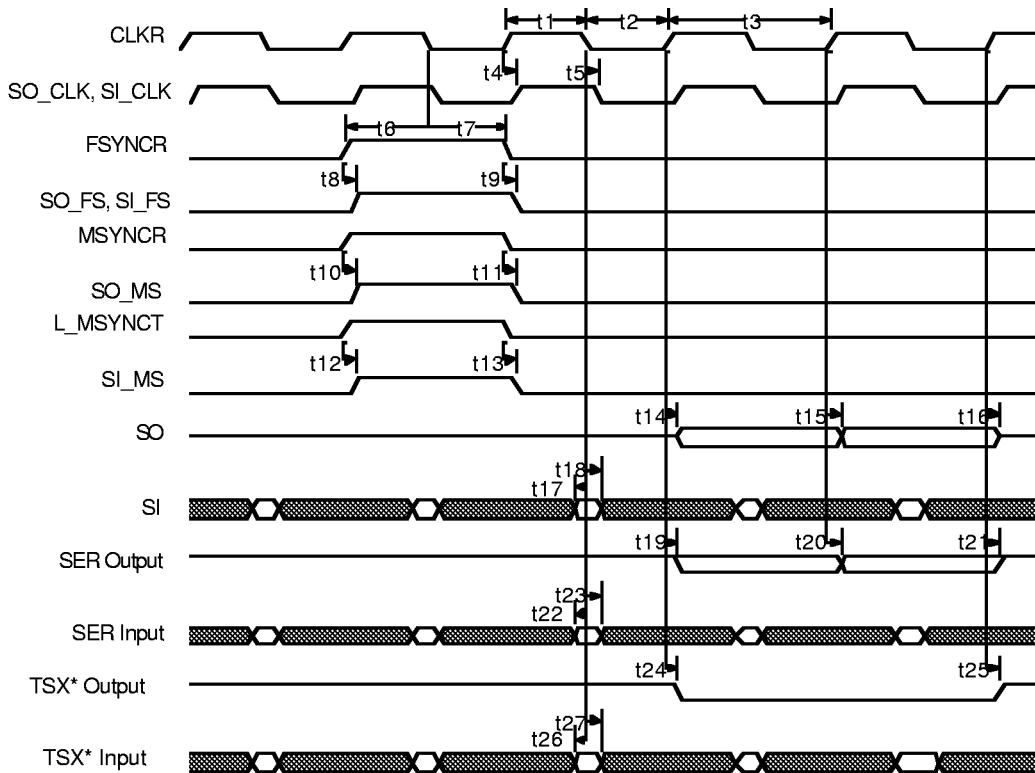 t1 t2 t3
CLKR
t4 t5
SO_CLK, SI_CLK
t6 t7
FSYNCR
t8 t9
SO_FS, SI_FS
MSYNCR
t10 t11
SO_MS
L_MSYNCT
t12 t13
SI_MS
t14 t15 t16
SO
t18
t17
SI
t19 t20 t21
SER Output
t23
t22
SER Input
t24 t25
TSX* Output
t27
t26
TSX* Input